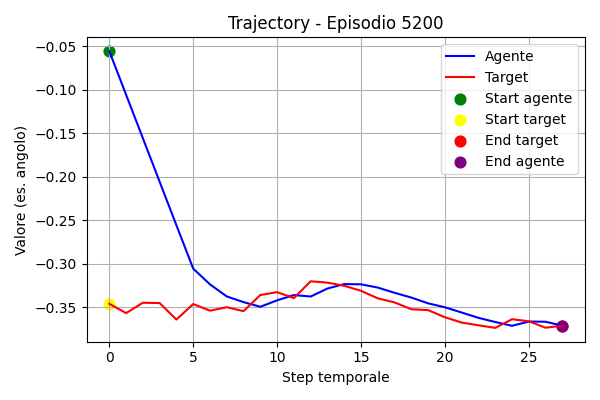 Trajectory - Episodio 5200
Valore (es. angolo)
−0.05
−0.10
−0.15
−0.20
−0.25
−0.30
−0.35
Agente
Target
Start agente
Start target
End target
End agente
0 5 10 15 20 25
Step temporale